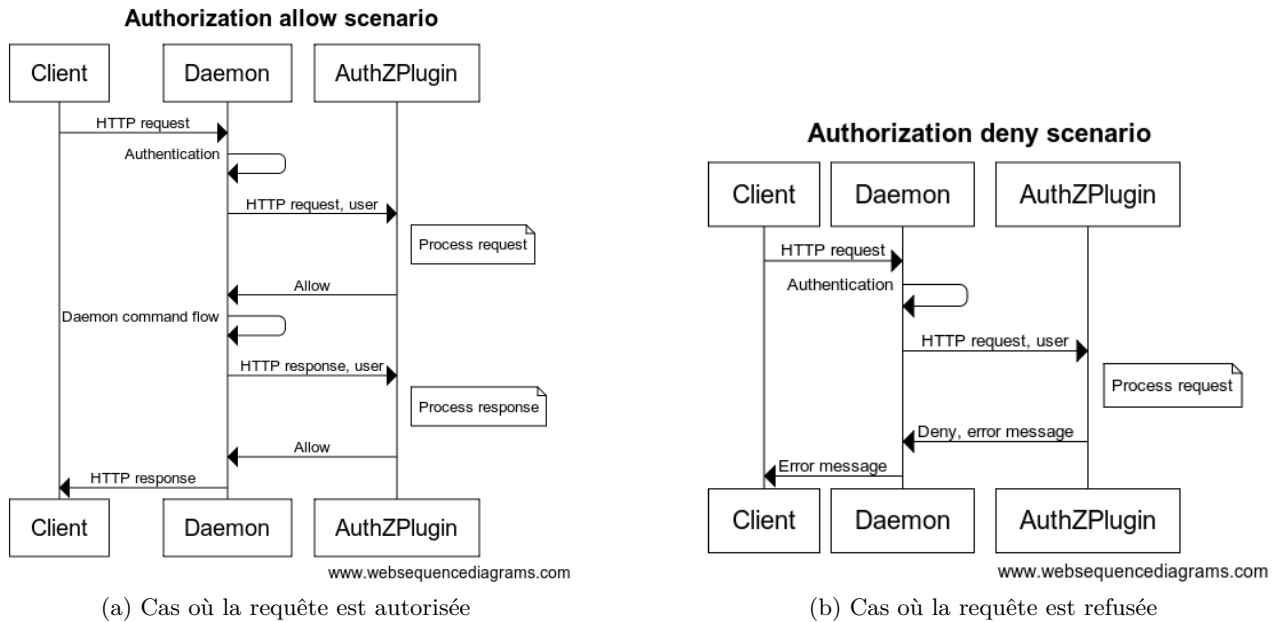 Authorization allow scenario
Client
Daemon
AuthZPlugin
HTTP request
Authentication
HTTP request, user
Process request
Allow
Daemon command flow
HTTP response, user
Process response
Allow
HTTP response
Client
Daemon
AuthZPlugin
www.websequencediagrams.com
(a) Cas où la requête est autorisée
Authorization deny scenario
Client
Daemon
AuthZPlugin
HTTP request
Authentication
HTTP request, user
Process request
Deny, error message
Error message
Client
Daemon
AuthZPlugin
www.websequencediagrams.com
(b) Cas où la requête est refusée